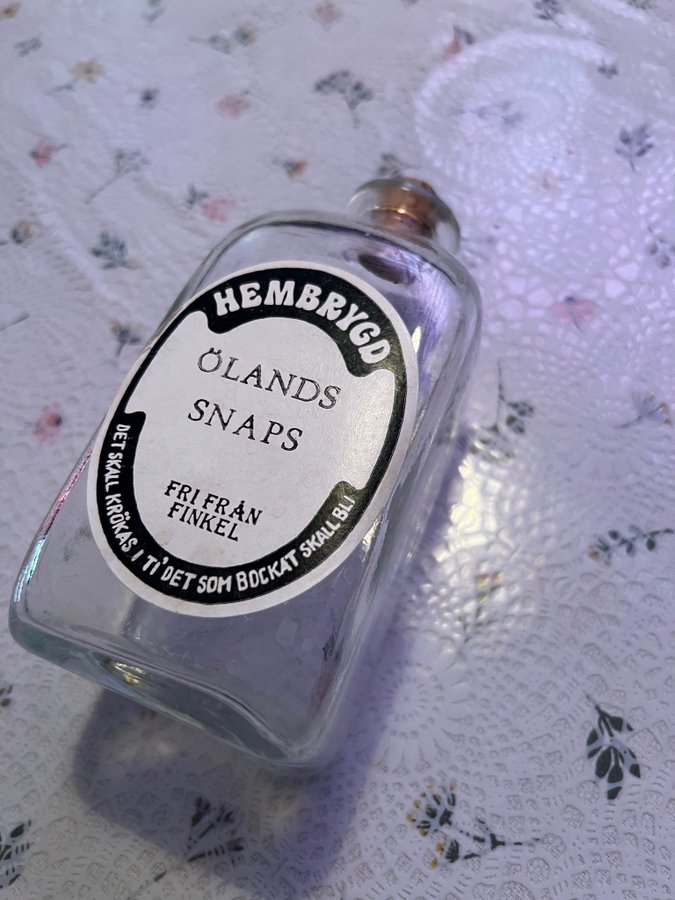 HEMBRYGD
ÖLANDS
SNAPS
FRI FRÅN
FINKEL
DET SKALL KRÖKAS I TI' DET SOM BOCKAT SKALL BLI